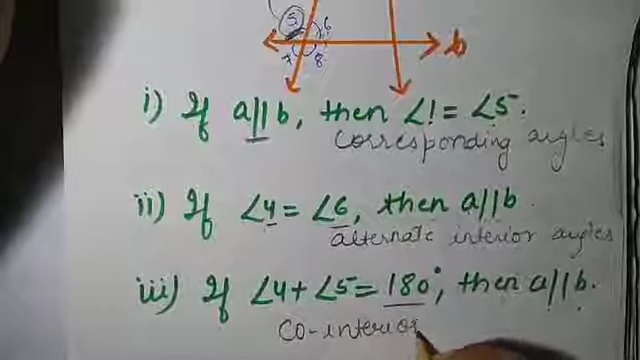 5 6
b
7 8
i) If a||b, then ∠1 = ∠5.
corresponding angles
ii) If ∠4 = ∠6, then a||b.
alternate interior angles
iii) If ∠4 + ∠5 = 180°, then a||b.
co-interior